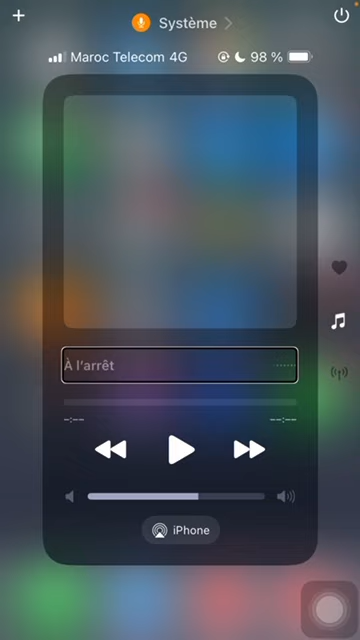 Système
Maroc Telecom 4G 98 %
À l'arrêt
--:-- --:--
iPhone